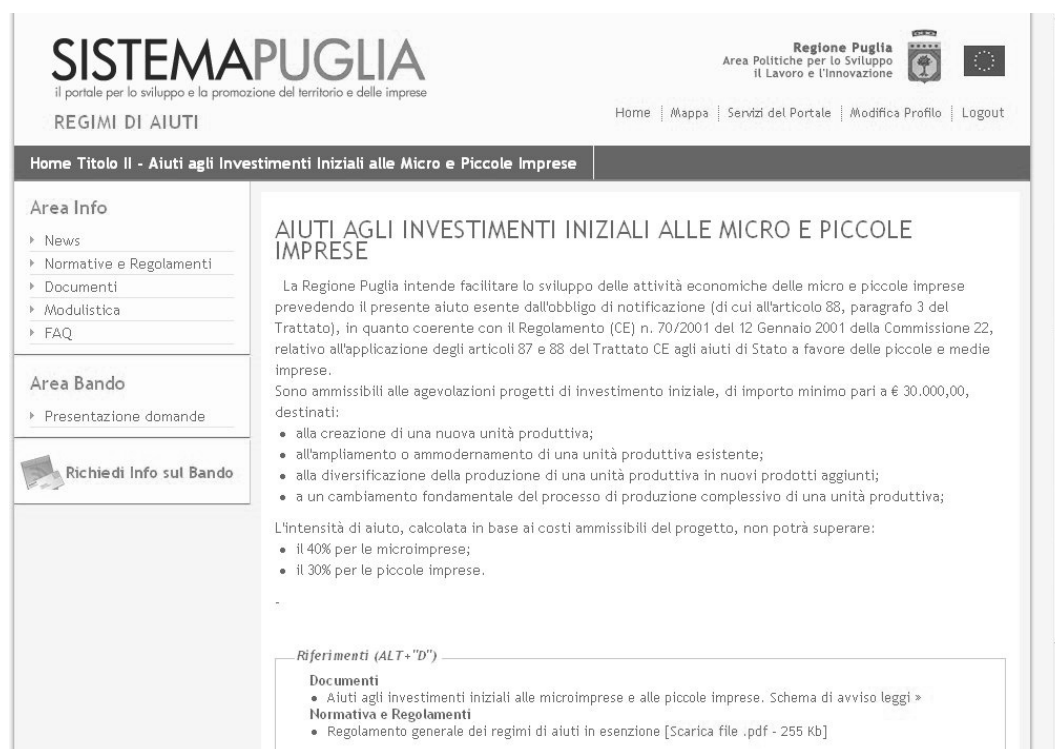 SISTEMAPUGLIA
il portale per lo sviluppo e la promozione del territorio e delle imprese
REGIMI DI AIUTI
Regione Puglia
Area Politiche per lo Sviluppo
il Lavoro e l'Innovazione
Home | Mappa | Servizi del Portale | Modifica Profilo | Logout
Home Titolo II - Aiuti agli Investimenti Iniziali alle Micro e Piccole Imprese
Area Info
News
Normative e Regolamenti
Documenti
Modulistica
FAQ
Area Bando
Presentazione domande
Richiedi Info sul Bando
AIUTI AGLI INVESTIMENTI INIZIALI ALLE MICRO E PICCOLE
IMPRESE
La Regione Puglia intende facilitare lo sviluppo delle attività economiche delle micro e piccole imprese
prevedendo il presente aiuto esente dall'obbligo di notificazione (di cui all'articolo 88, paragrafo 3 del
Trattato), in quanto coerente con il Regolamento (CE) n. 70/2001 del 12 Gennaio 2001 della Commissione 22,
relativo all'applicazione degli articoli 87 e 88 del Trattato CE agli aiuti di Stato a favore delle piccole e medie
imprese.
Sono ammissibili alle agevolazioni progetti di investimento iniziale, di importo minimo pari a € 30.000,00,
destinati:
• alla creazione di una nuova unità produttiva;
• all'ampliamento o ammodernamento di una unità produttiva esistente;
• alla diversificazione della produzione di una unità produttiva in nuovi prodotti aggiunti;
• a un cambiamento fondamentale del processo di produzione complessivo di una unità produttiva;
L'intensità di aiuto, calcolata in base ai costi ammissibili del progetto, non potrà superare:
• il 40% per le microimprese;
• il 30% per le piccole imprese.
-
Riferimenti (ALT+"D")
Documenti
• Aiuti agli investimenti iniziali alle microimprese e alle piccole imprese. Schema di avviso leggi »
Normativa e Regolamenti
• Regolamento generale dei regimi di aiuti in esenzione [Scarica file .pdf - 255 Kb]